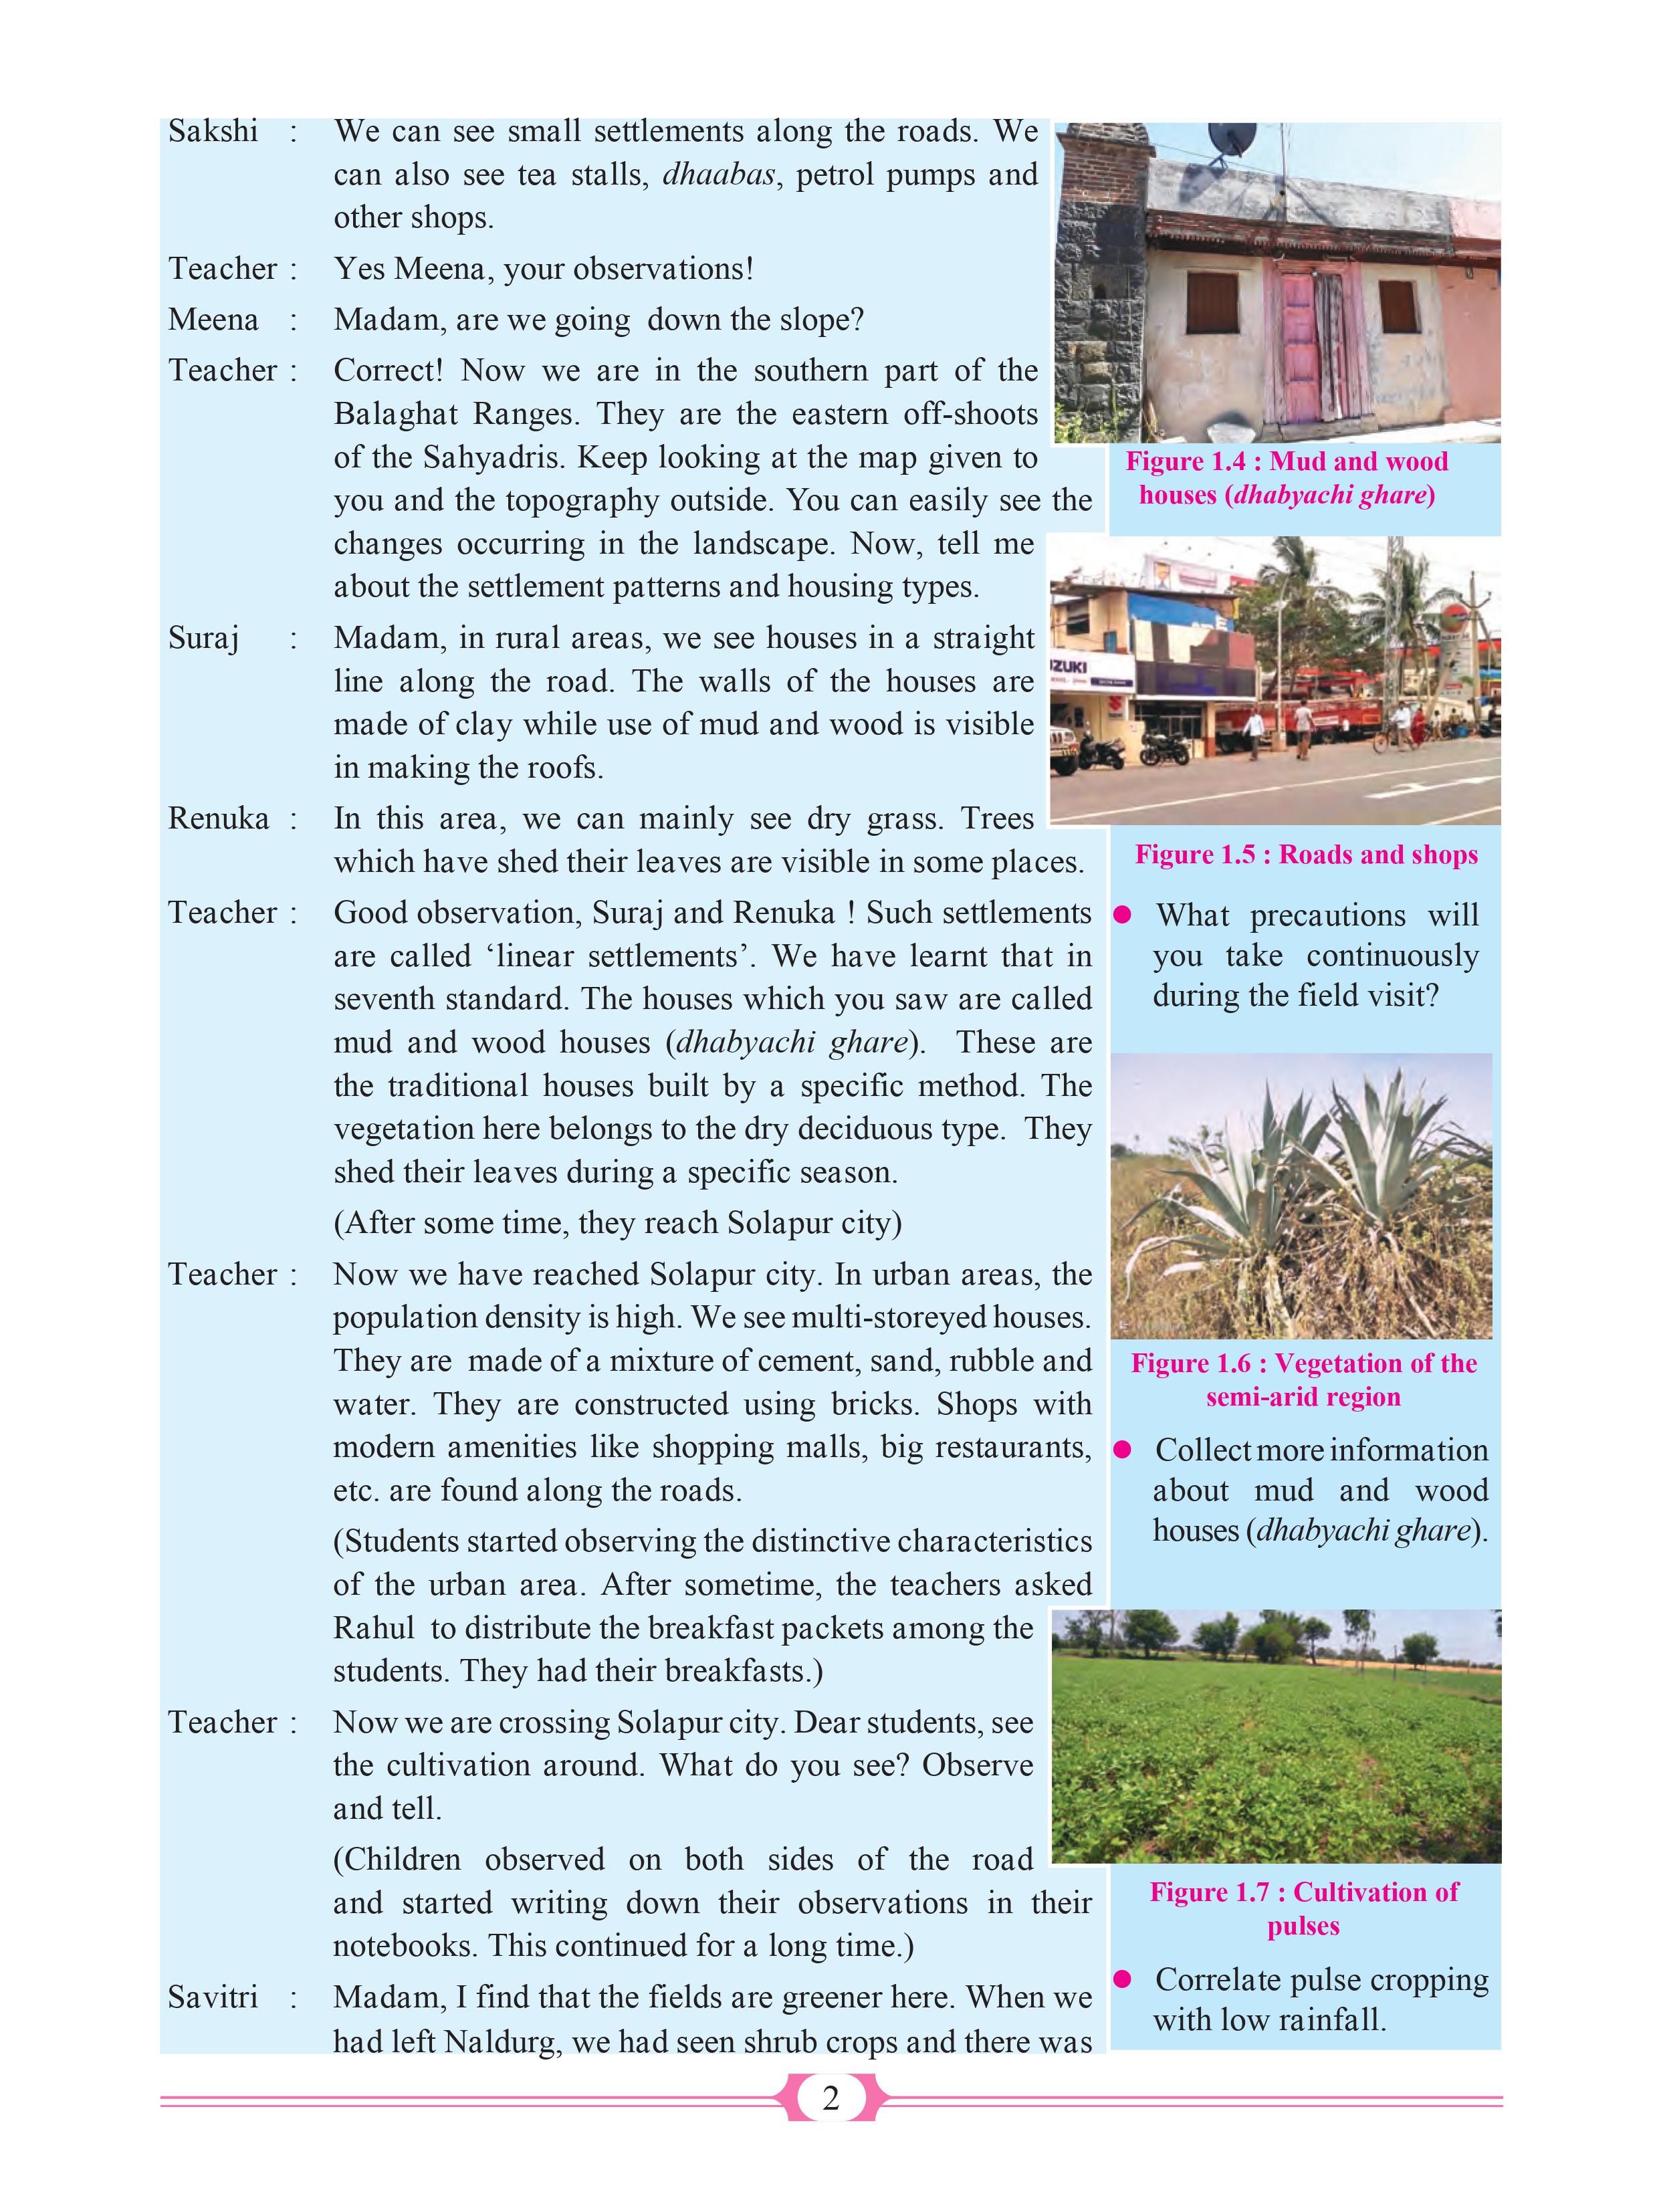 Sakshi : We can see small settlements along the roads. We
can also see tea stalls, dhaabas, petrol pumps and
other shops.
Teacher : Yes Meena, your observations!
Meena : Madam, are we going down the slope?
Teacher : Correct! Now we are in the southern part of the
Balaghat Ranges. They are the eastern off-shoots
of the Sahyadris. Keep looking at the map given to
you and the topography outside. You can easily see the
changes occurring in the landscape. Now, tell me
about the settlement patterns and housing types.
Suraj : Madam, in rural areas, we see houses in a straight
line along the road. The walls of the houses are
made of clay while use of mud and wood is visible
in making the roofs.
Renuka : In this area, we can mainly see dry grass. Trees
which have shed their leaves are visible in some places.
Teacher : Good observation, Suraj and Renuka ! Such settlements
are called ‘linear settlements’. We have learnt that in
seventh standard. The houses which you saw are called
mud and wood houses (dhabyachi ghare). These are
the traditional houses built by a specific method. The
vegetation here belongs to the dry deciduous type. They
shed their leaves during a specific season.
(After some time, they reach Solapur city)
Teacher : Now we have reached Solapur city. In urban areas, the
population density is high. We see multi-storeyed houses.
They are made of a mixture of cement, sand, rubble and
water. They are constructed using bricks. Shops with
modern amenities like shopping malls, big restaurants,
etc. are found along the roads.
(Students started observing the distinctive characteristics
of the urban area. After sometime, the teachers asked
Rahul to distribute the breakfast packets among the
students. They had their breakfasts.)
Teacher : Now we are crossing Solapur city. Dear students, see
the cultivation around. What do you see? Observe
and tell.
(Children observed on both sides of the road
and started writing down their observations in their
notebooks. This continued for a long time.)
Savitri : Madam, I find that the fields are greener here. When we
had left Naldurg, we had seen shrub crops and there was
Figure 1.4 : Mud and wood
houses (dhabyachi ghare)
UZUKI
Figure 1.5 : Roads and shops
● What precautions will
you take continuously
during the field visit?
Figure 1.6 : Vegetation of the
semi-arid region
● Collect more information
about mud and wood
houses (dhabyachi ghare).
Figure 1.7 : Cultivation of
pulses
● Correlate pulse cropping
with low rainfall.
2